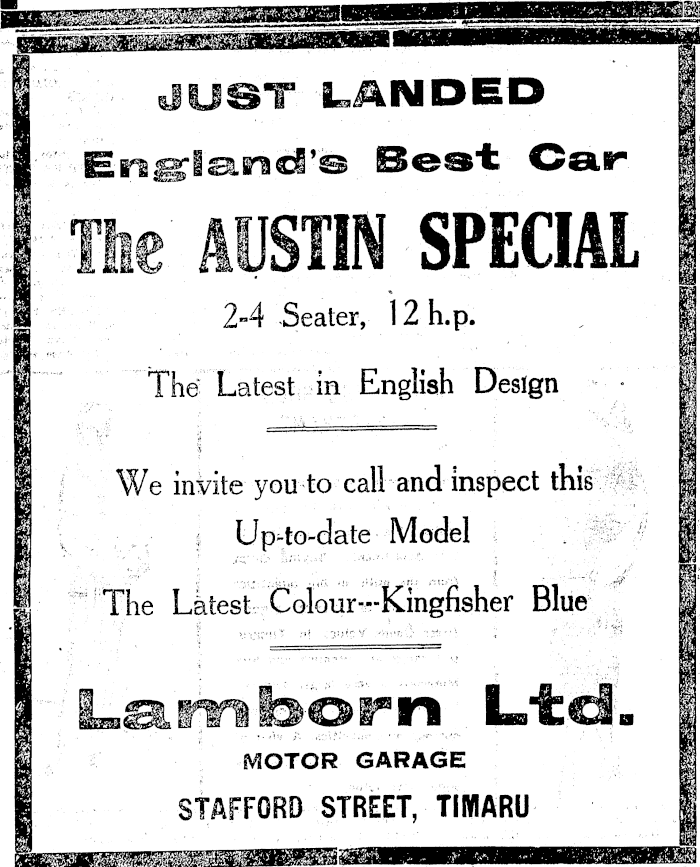 JUST LANDED
England's Best Car
The AUSTIN SPECIAL
2-4 Seater, 12 h.p.
The Latest in English Design
We invite you to call and inspect this
Up-to-date Model
The Latest Colour---Kingfisher Blue
Lamborn Ltd.
MOTOR GARAGE
STAFFORD STREET, TIMARU